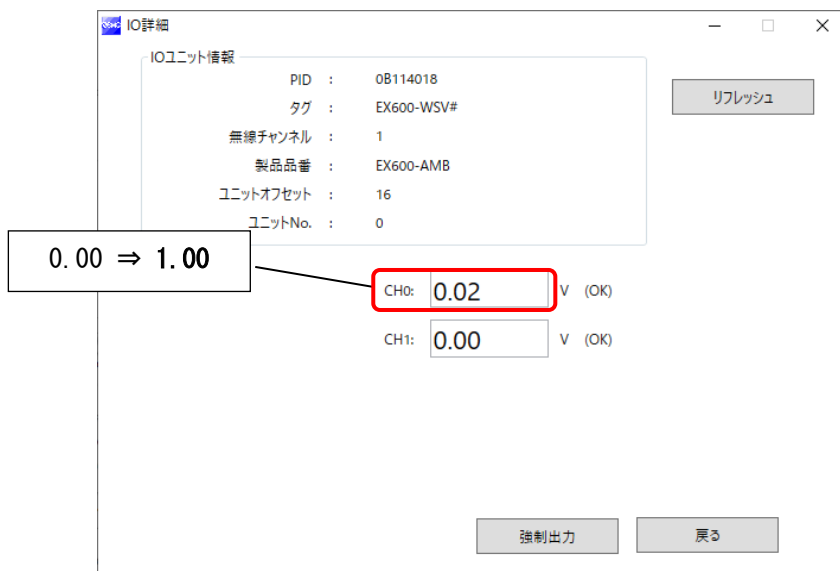 IO詳細
IOユニット情報
PID : 0B114018
タグ : EX600-WSV#
無線チャンネル : 1
製品品番 : EX600-AMB
ユニットオフセット : 16
ユニットNo. : 0
リフレッシュ
0.00 ⇒ 1.00
CH0: 0.02 V (OK)
CH1: 0.00 V (OK)
強制出力
戻る